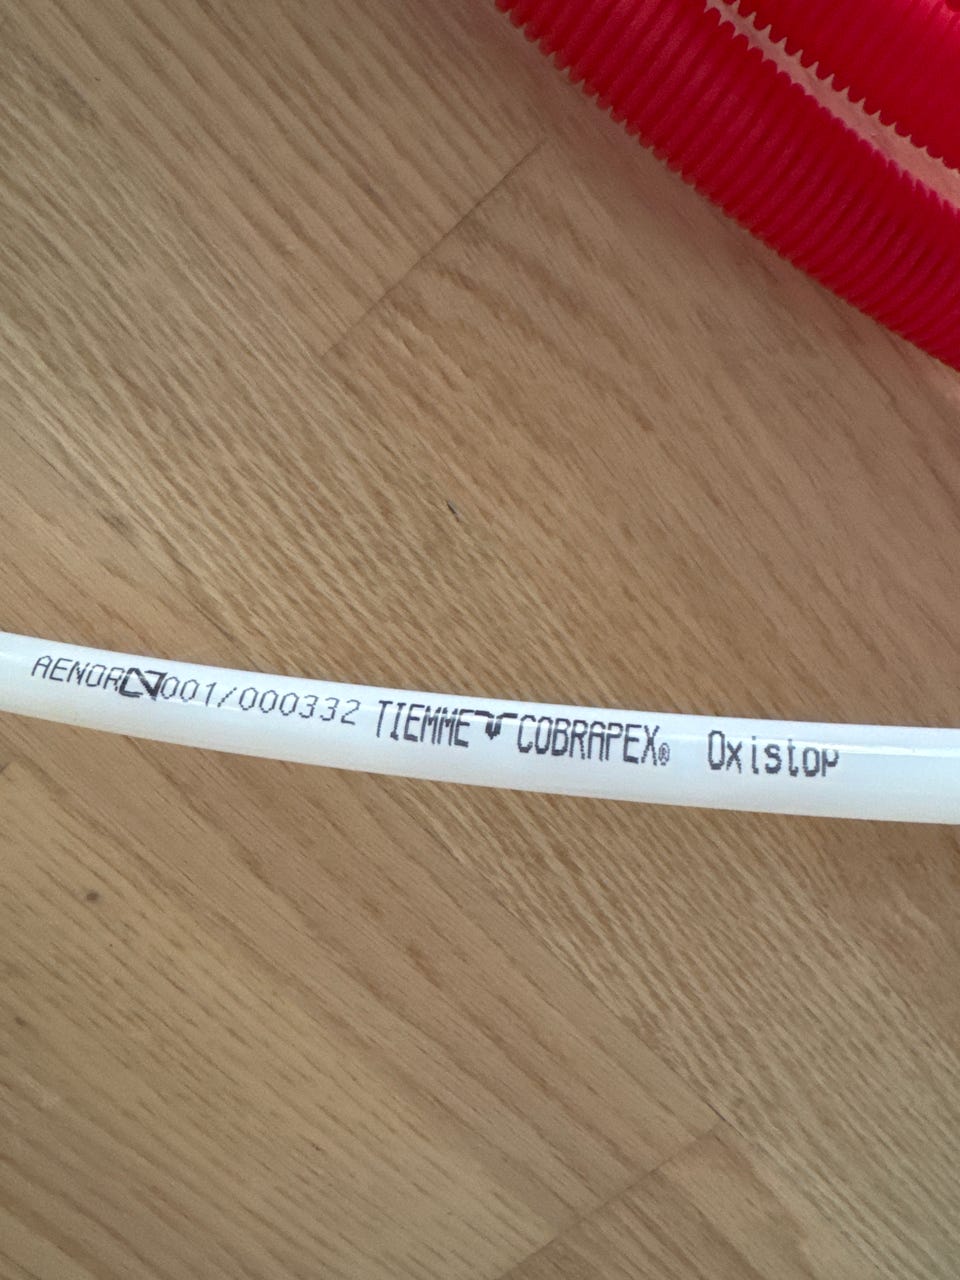 AENOR N 001/000332 TIEMME COBRAPEX® Oxistop